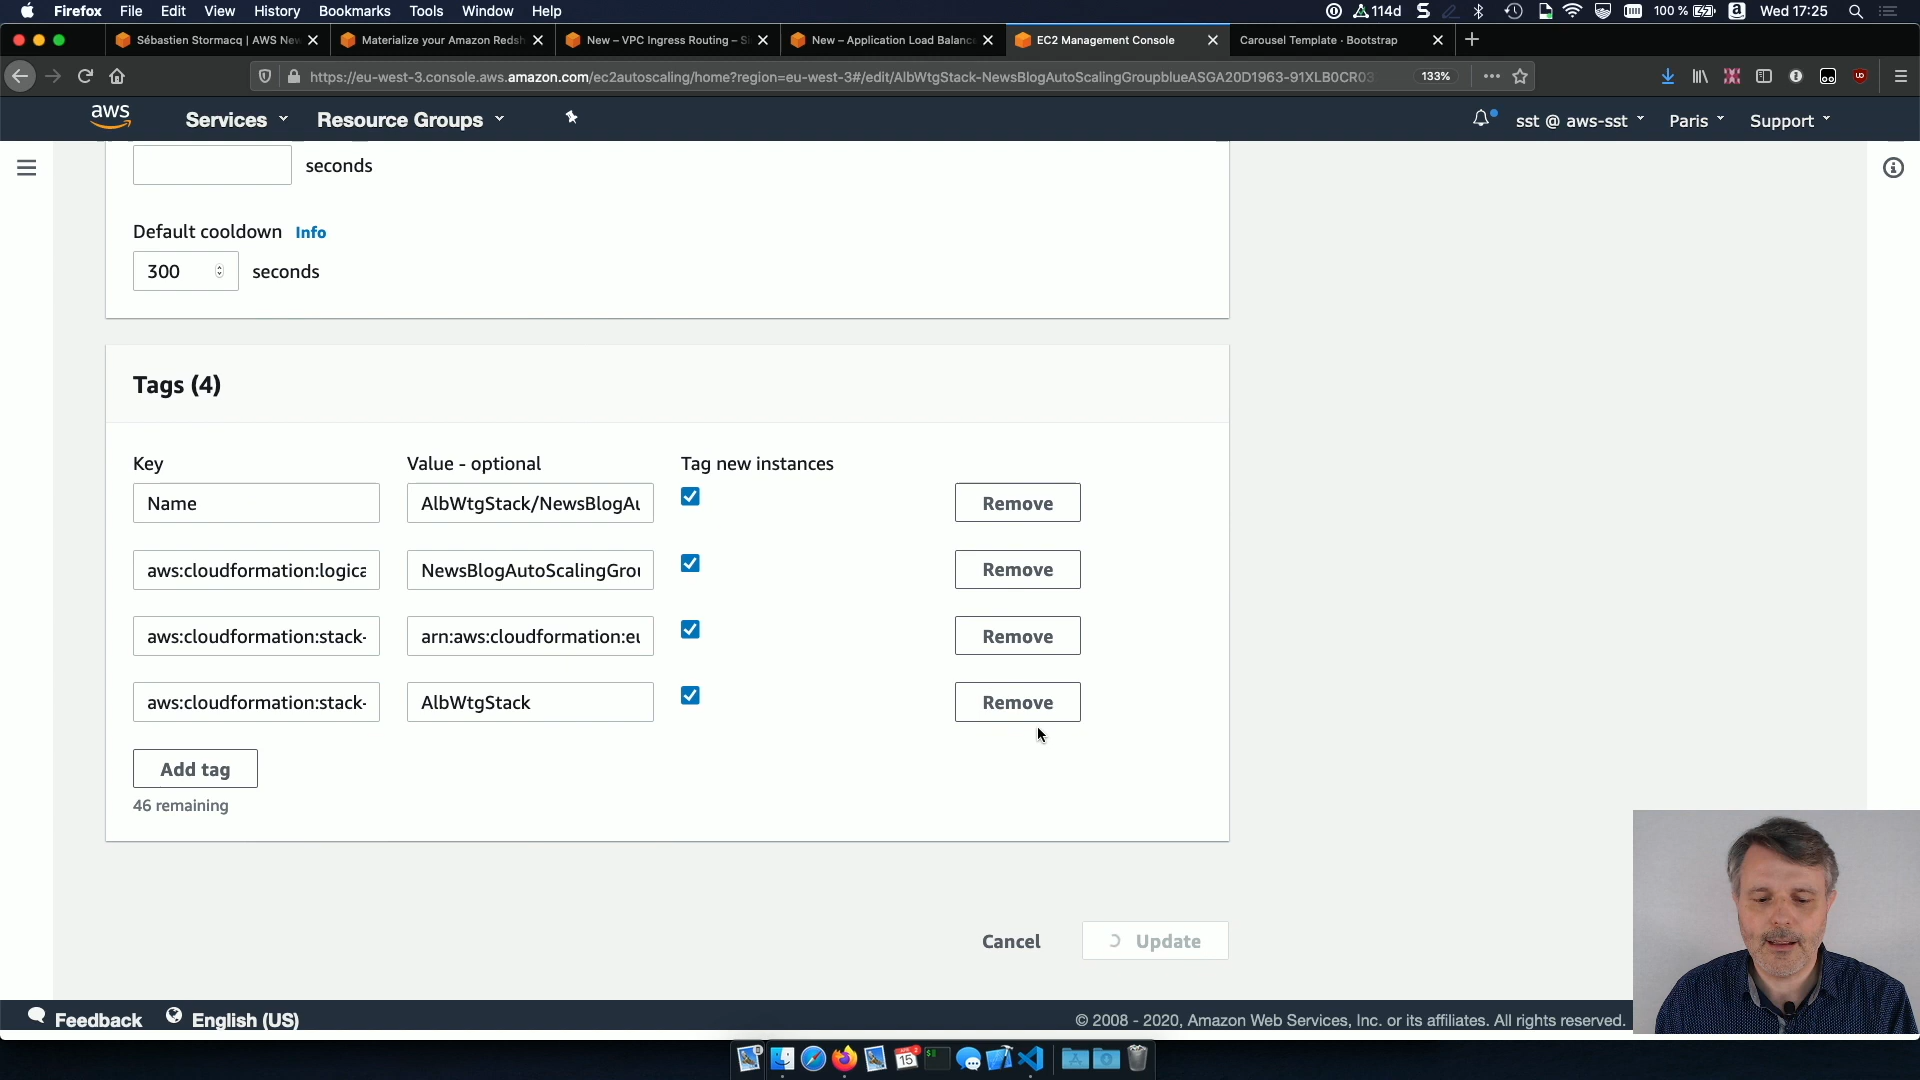 Firefox File Edit View History Bookmarks Tools Window Help
114d 100 % Wed 17:25
Sébastien Stormacq | AWS New
Materialize your Amazon Redsh
New – VPC Ingress Routing – Si
New – Application Load Balance
EC2 Management Console
Carousel Template · Bootstrap
https://eu-west-3.console.aws.amazon.com/ec2autoscaling/home?region=eu-west-3#/edit/AlbWtgStack-NewsBlogAutoScalingGroupblueASGA20D1963-91XLB0CR03
133%
aws Services Resource Groups sst @ aws-sst Paris Support
seconds
Default cooldown Info
300 seconds
Tags (4)
Key Value - optional Tag new instances
Name AlbWtgStack/NewsBlogAu Remove
aws:cloudformation:logica NewsBlogAutoScalingGrou Remove
aws:cloudformation:stack- arn:aws:cloudformation:eu Remove
aws:cloudformation:stack- AlbWtgStack Remove
Add tag
46 remaining
Cancel Update
Feedback English (US) © 2008 - 2020, Amazon Web Services, Inc. or its affiliates. All rights reserved.
15